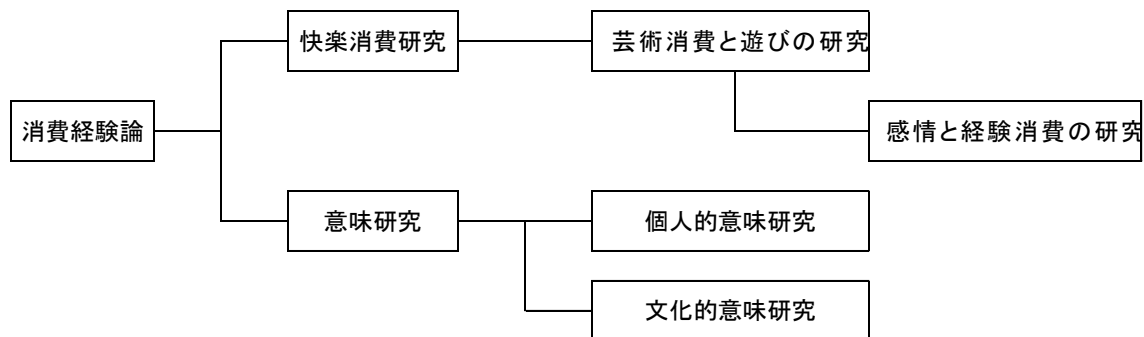 快楽消費研究
芸術消費と遊びの研究
消費経験論
感情と経験消費の研究
意味研究
個人的意味研究
文化的意味研究